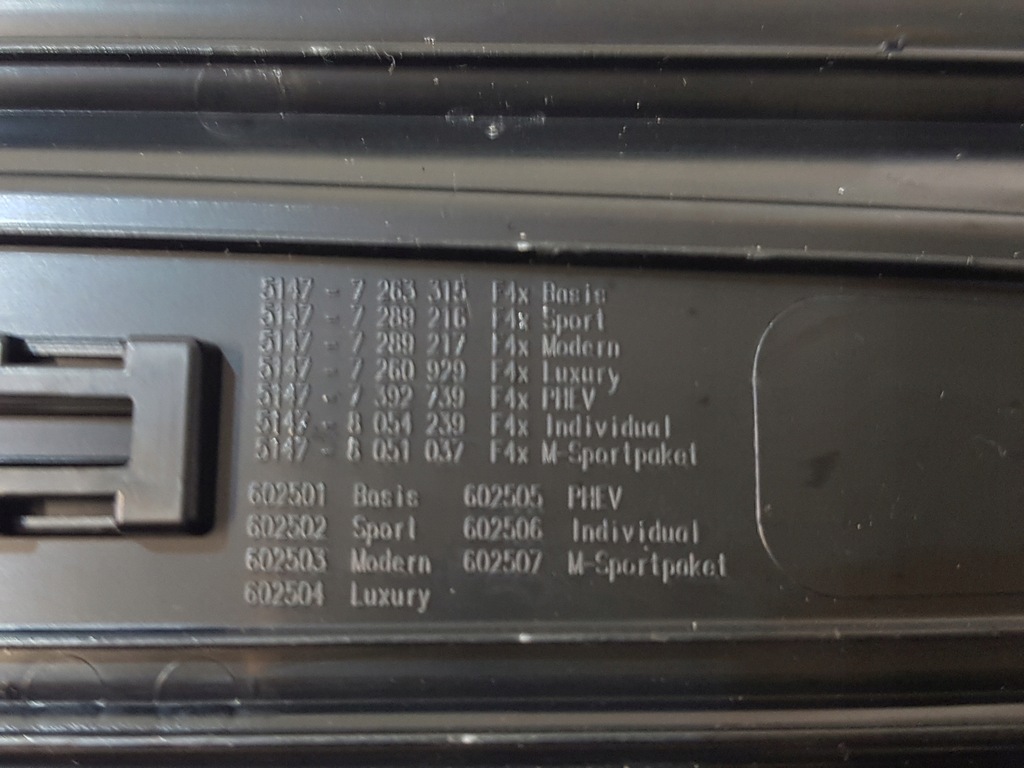 5147 - 7 263 315 F4x Basis
5147 - 7 289 216 F4x Sport
5147 - 7 289 217 F4x Modern
5147 - 7 260 929 F4x Luxury
5147 - 7 392 739 F4x PHEV
5147 - 8 054 239 F4x Individual
5147 - 8 051 037 F4x M-Sportpaket
602501 Basis 602505 PHEV
602502 Sport 602506 Individual
602503 Modern 602507 M-Sportpaket
602504 Luxury